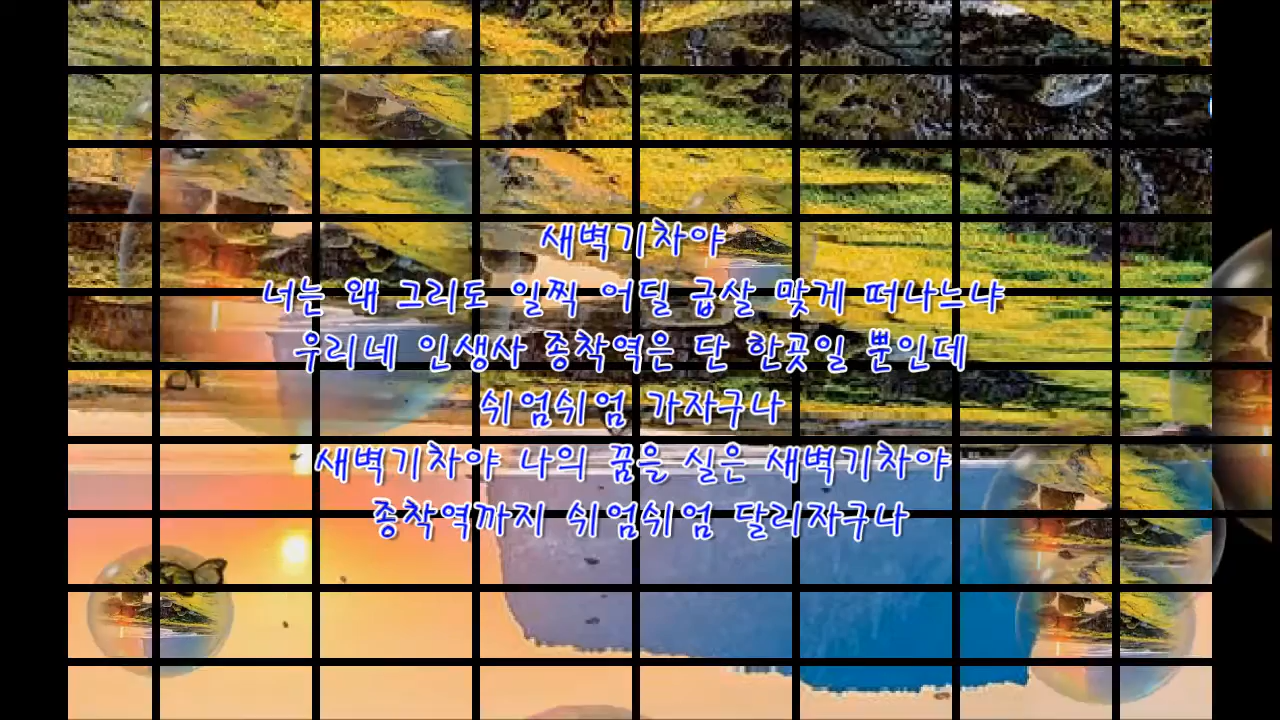 새벽기차야
너는 왜 그리도 일찍 어딜 급살 맞게 떠나느냐
우리네 인생사 종착역은 단 한곳일 뿐인데
쉬엄쉬엄 가자구나
새벽기차야 나의 꿈을 실은 새벽기차야
종착역까지 쉬엄쉬엄 달리자구나